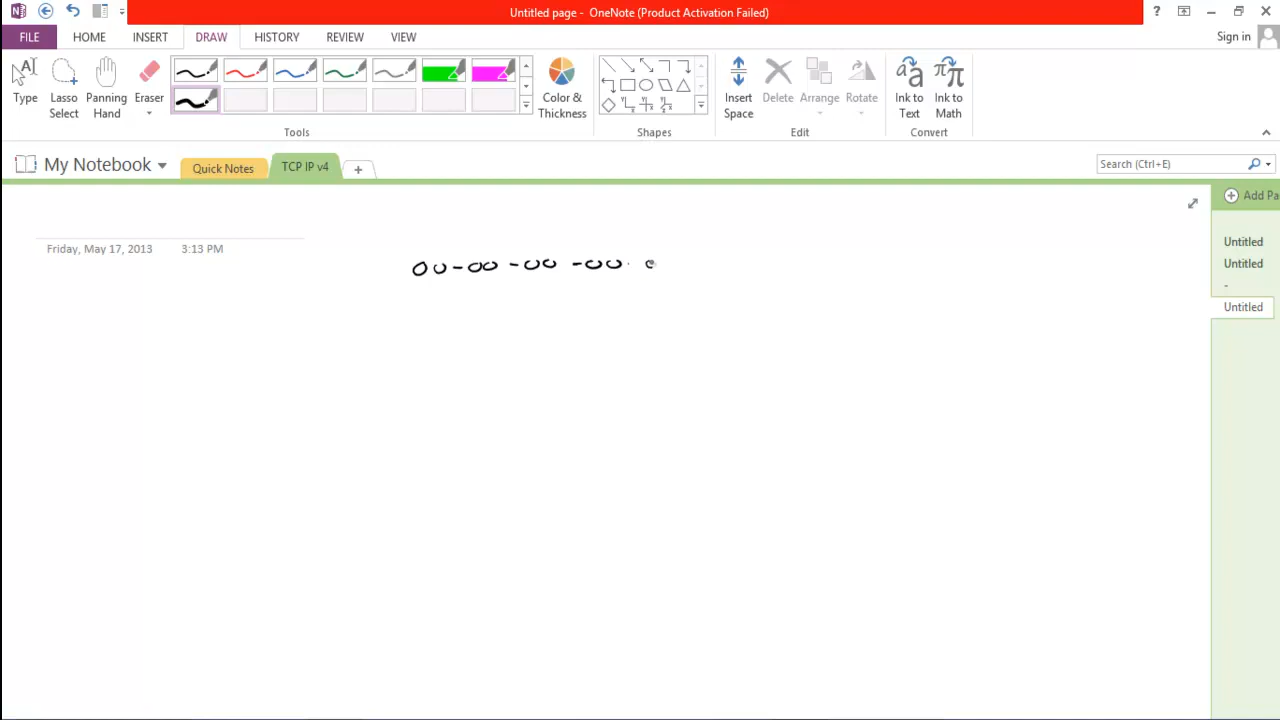 Untitled page - OneNote (Product Activation Failed)
?
FILE HOME INSERT DRAW HISTORY REVIEW VIEW
Sign in
Type
Lasso Select
Panning Hand
Eraser
Color & Thickness
Insert Space
Delete
Arrange
Rotate
Ink to Text
Ink to Math
Tools Shapes Edit Convert
My Notebook Quick Notes TCP IP v4 +
Search (Ctrl+E)
Add Pa
Untitled
Untitled
-
Untitled
Friday, May 17, 2013 3:13 PM
00-00-00-00